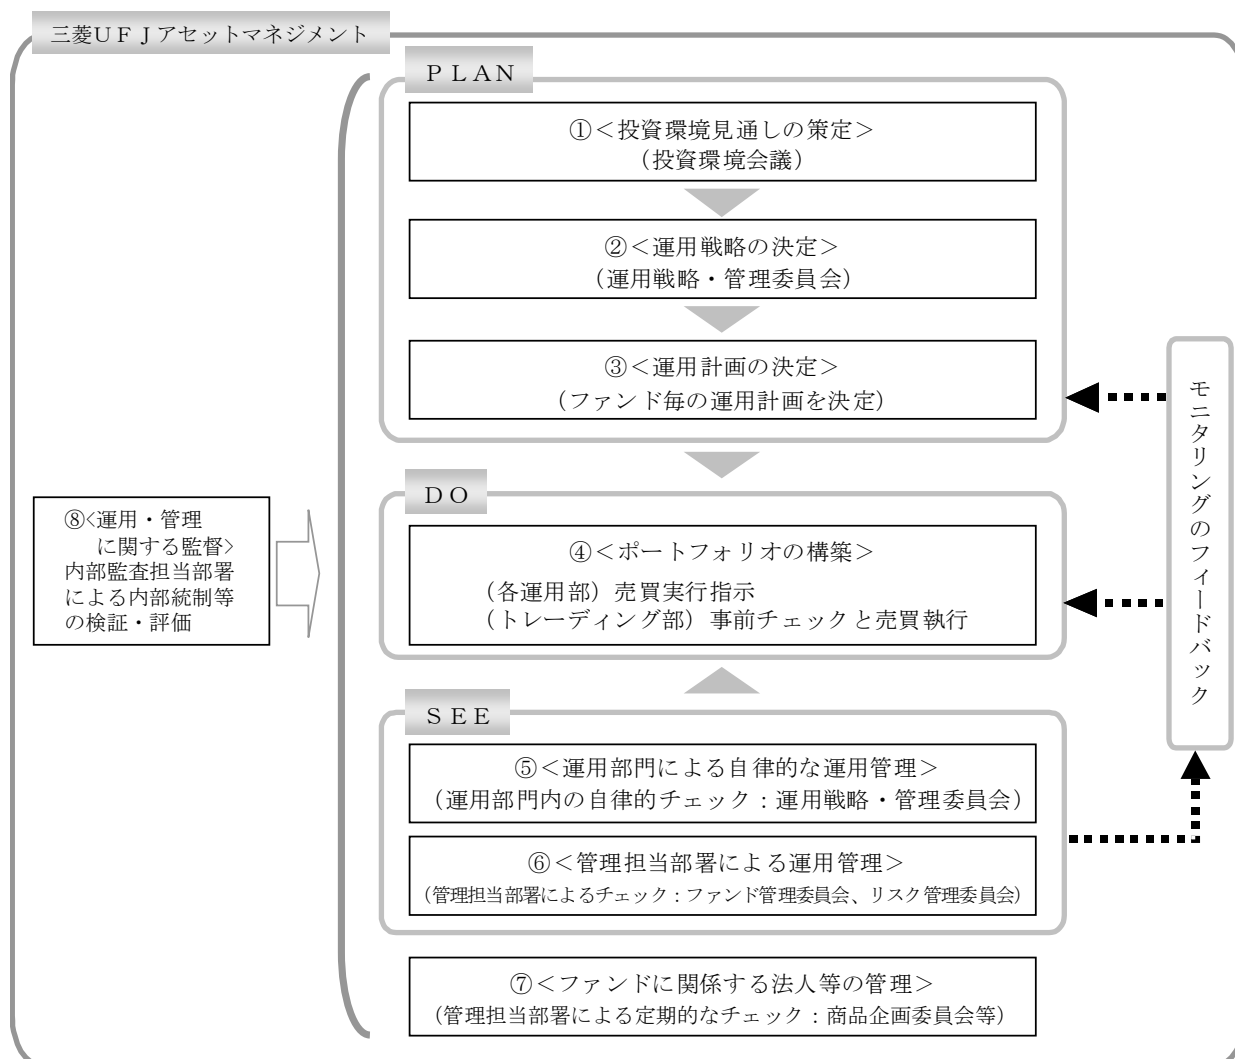 三菱ＵＦＪアセットマネジメント
ＰＬＡＮ
①＜投資環境見通しの策定＞
（投資環境会議）
②＜運用戦略の決定＞
（運用戦略・管理委員会）
③＜運用計画の決定＞
（ファンド毎の運用計画を決定）
ＤＯ
④＜ポートフォリオの構築＞
（各運用部）売買実行指示
（トレーディング部）事前チェックと売買執行
ＳＥＥ
⑤＜運用部門による自律的な運用管理＞
（運用部門内の自律的チェック：運用戦略・管理委員会）
⑥＜管理担当部署による運用管理＞
（管理担当部署によるチェック：ファンド管理委員会、リスク管理委員会）
⑦＜ファンドに関係する法人等の管理＞
（管理担当部署による定期的なチェック：商品企画委員会等）
⑧<運用・管理
に関する監督>
内部監査担当部署
による内部統制等
の検証・評価
モニタリングのフィードバック